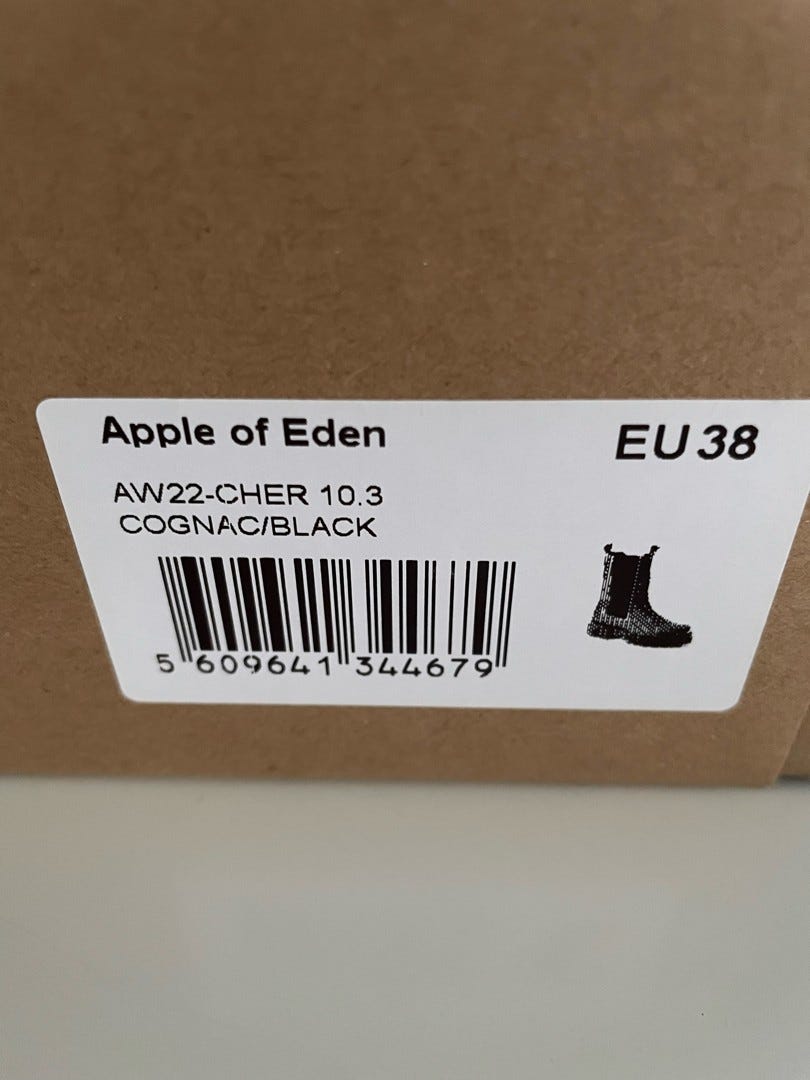 Apple of Eden
EU 38
AW22-CHER 10.3
COGNAC/BLACK
5 609641 344679